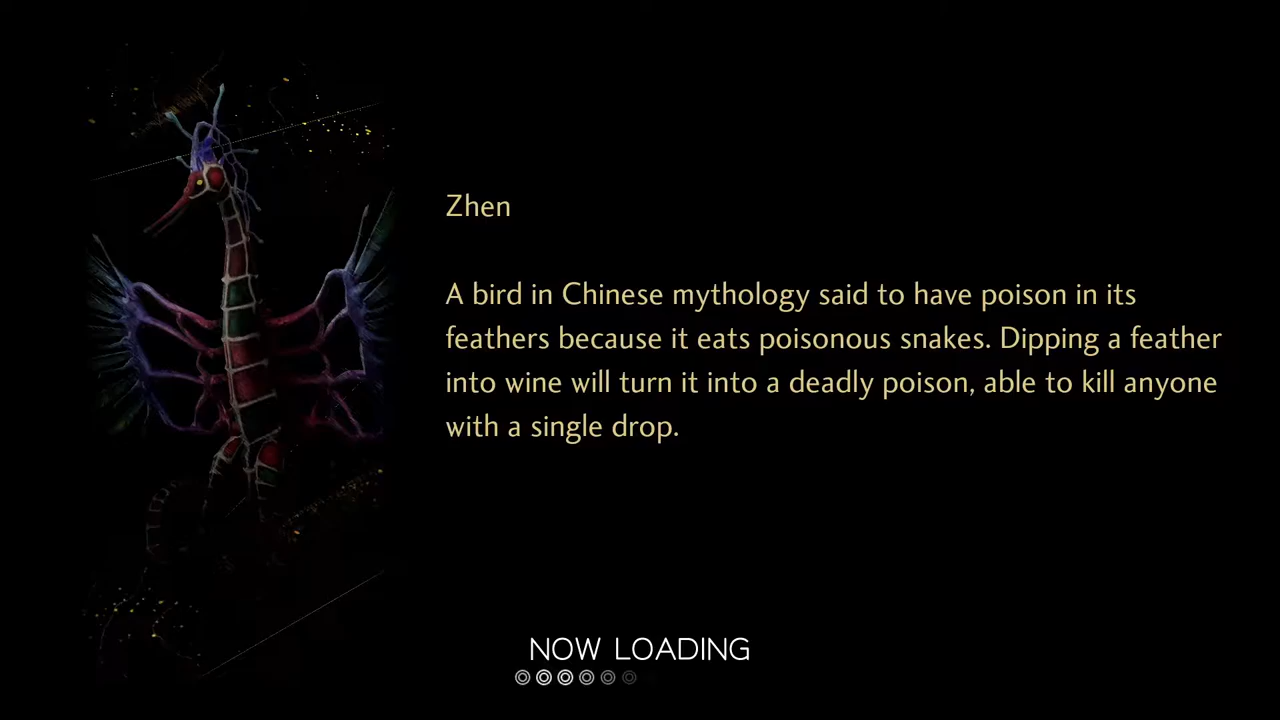 Zhen
A bird in Chinese mythology said to have poison in its
feathers because it eats poisonous snakes. Dipping a feather
into wine will turn it into a deadly poison, able to kill anyone
with a single drop.
NOW LOADING